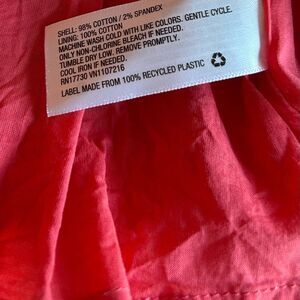 SHELL: 98% COTTON / 2% SPANDEX
LINING: 100% COTTON
MACHINE WASH COLD WITH LIKE COLORS. GENTLE CYCLE.
ONLY NON-CHLORINE BLEACH IF NEEDED.
TUMBLE DRY LOW. REMOVE PROMPTLY.
COOL IRON IF NEEDED.
RN17730 VN1107216
LABEL MADE FROM 100% RECYCLED PLASTIC